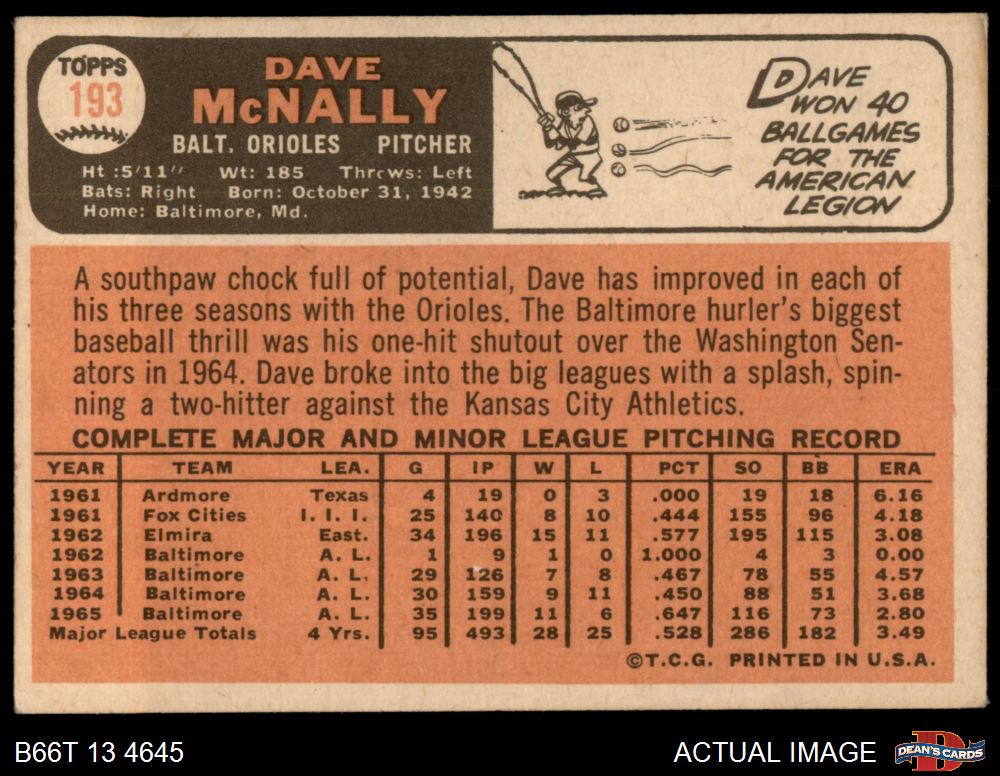 TOPPS
193
DAVE
McNALLY
BALT. ORIOLES PITCHER
Ht :5'11" Wt: 185 Throws: Left
Bats: Right Born: October 31, 1942
Home: Baltimore, Md.
DAVE
WON 40
BALLGAMES
FOR THE
AMERICAN
LEGION
A southpaw chock full of potential, Dave has improved in each of
his three seasons with the Orioles. The Baltimore hurler's biggest
baseball thrill was his one-hit shutout over the Washington Sen-
ators in 1964. Dave broke into the big leagues with a splash, spin-
ning a two-hitter against the Kansas City Athletics.
COMPLETE MAJOR AND MINOR LEAGUE PITCHING RECORD
YEAR TEAM LEA. G IP W L PCT SO BB ERA
1961 Ardmore Texas 4 19 0 3 .000 19 18 6.16
1961 Fox Cities I. I. I. 25 140 8 10 .444 155 96 4.18
1962 Elmira East. 34 196 15 11 .577 195 115 3.08
1962 Baltimore A. L. 1 9 1 0 1.000 4 3 0.00
1963 Baltimore A. L. 29 126 7 8 .467 78 55 4.57
1964 Baltimore A. L. 30 159 9 11 .450 88 51 3.68
1965 Baltimore A. L. 35 199 11 6 .647 116 73 2.80
Major League Totals 4 Yrs. 95 493 28 25 .528 286 182 3.49
©T.C.G. PRINTED IN U.S.A.
B66T 13 4645
ACTUAL IMAGE
DEAN'S CARDS